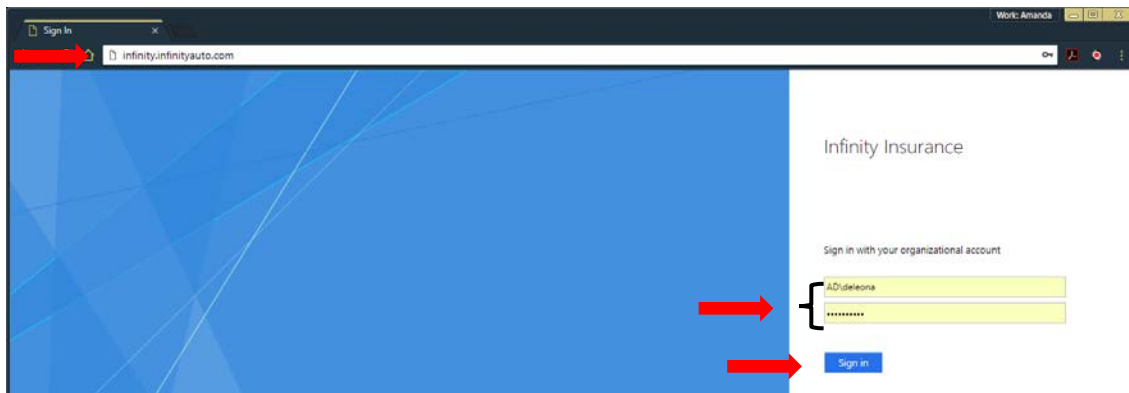 Work: Amanda
Sign In
infinity.infinityauto.com
Infinity Insurance
Sign in with your organizational account
AD\deleona
••••••••••
Sign in